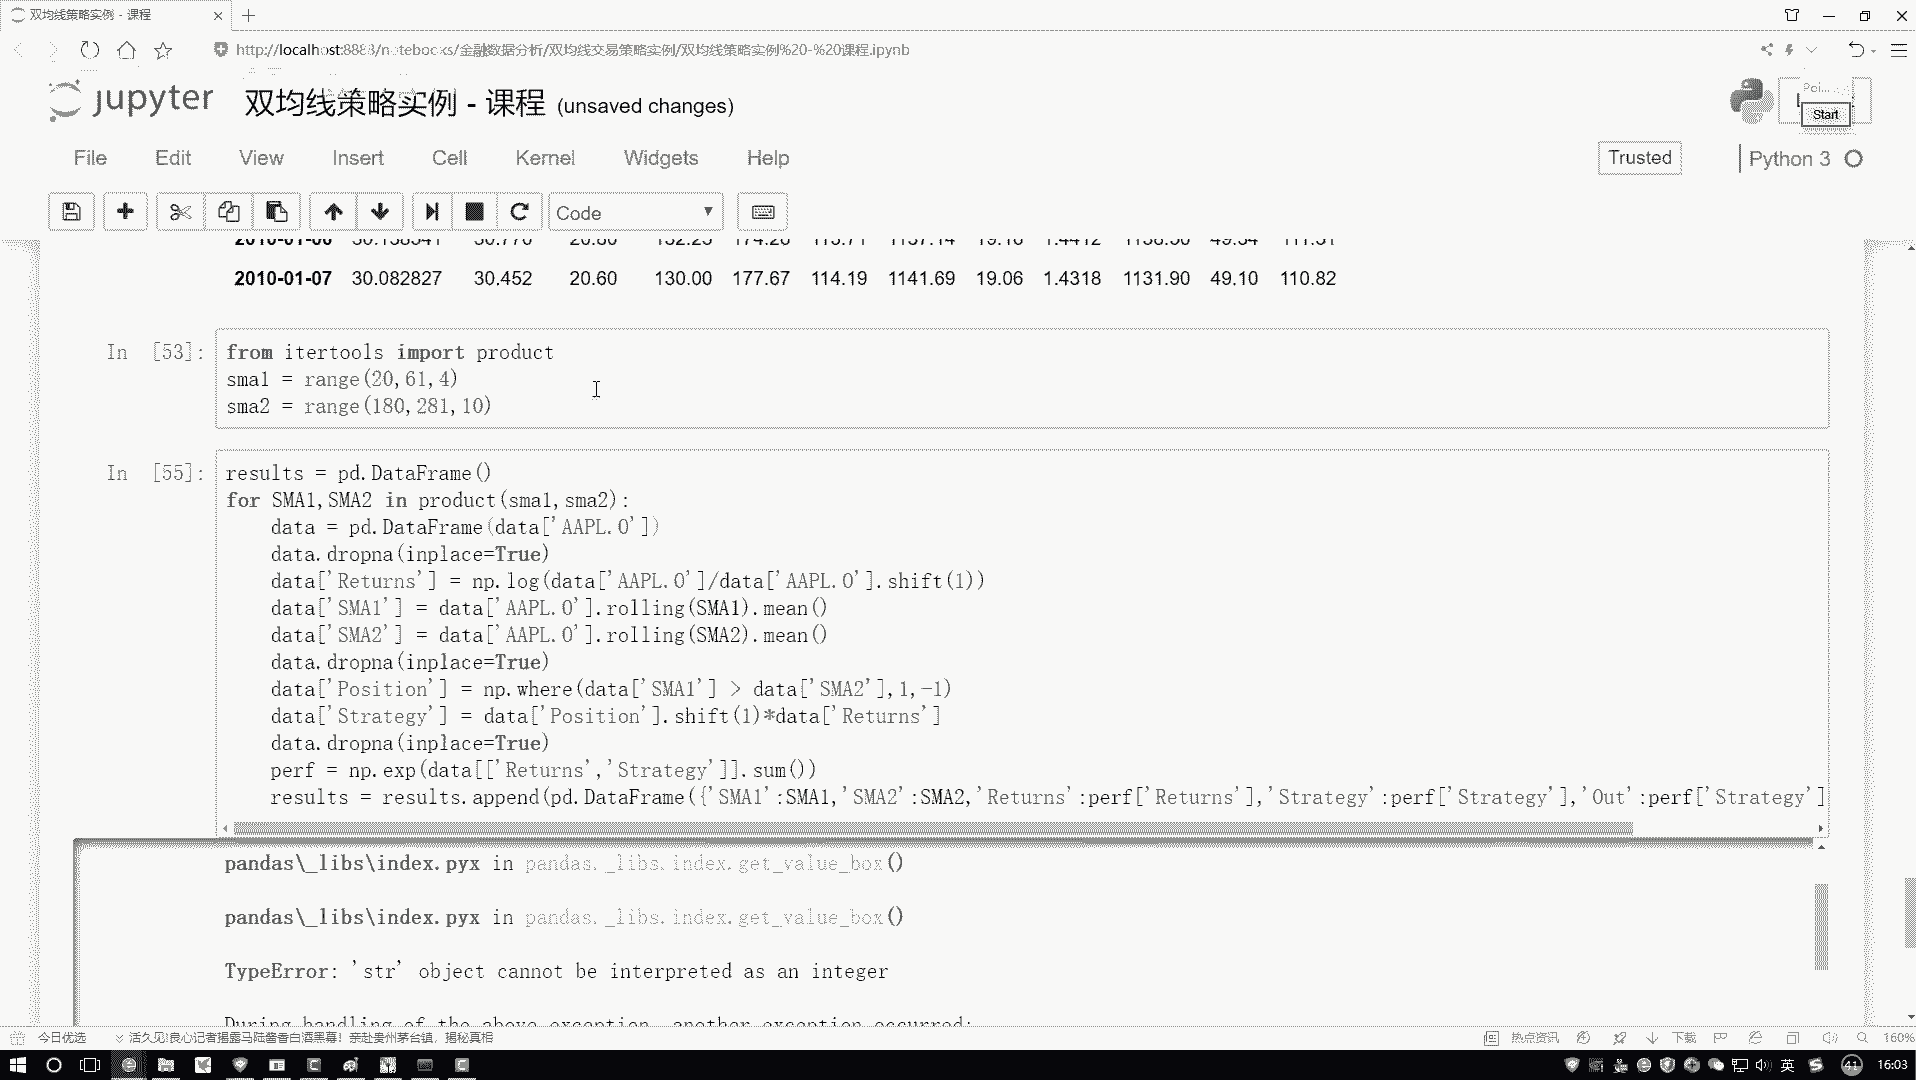 双均线策略实例 - 课程
http://localhost:8888/notebooks/金融数据分析/双均线交易策略实例/双均线策略实例%20-%20课程.ipynb
jupyter 双均线策略实例 - 课程 (unsaved changes)
Start
File Edit View Insert Cell Kernel Widgets Help
Trusted Python 3
Code
2010-01-07 30.082827 30.452 20.60 130.00 177.67 114.19 1141.69 19.06 1.4318 1131.90 49.10 110.82
In [53]:
from itertools import product
sma1 = range(20,61,4)
sma2 = range(180,281,10)
In [55]:
results = pd.DataFrame()
for SMA1,SMA2 in product(sma1,sma2):
data = pd.DataFrame(data['AAPL.O'])
data.dropna(inplace=True)
data['Returns'] = np.log(data['AAPL.O']/data['AAPL.O'].shift(1))
data['SMA1'] = data['AAPL.O'].rolling(SMA1).mean()
data['SMA2'] = data['AAPL.O'].rolling(SMA2).mean()
data.dropna(inplace=True)
data['Position'] = np.where(data['SMA1'] > data['SMA2'],1,-1)
data['Strategy'] = data['Position'].shift(1)*data['Returns']
data.dropna(inplace=True)
perf = np.exp(data[['Returns','Strategy']].sum())
results = results.append(pd.DataFrame({'SMA1':SMA1,'SMA2':SMA2,'Returns':perf['Returns'],'Strategy':perf['Strategy'],'Out':perf['Strategy']
pandas\_libs\index.pyx in pandas._libs.index.get_value_box()
pandas\_libs\index.pyx in pandas._libs.index.get_value_box()
TypeError: 'str' object cannot be interpreted as an integer
During handling of the above exception, another exception occurred:
今日优选 活久见!良心记者揭露马陆酱香白酒黑幕! 亲赴贵州茅台镇,揭秘真相
热点资讯 下载 160%
英 41 16:03